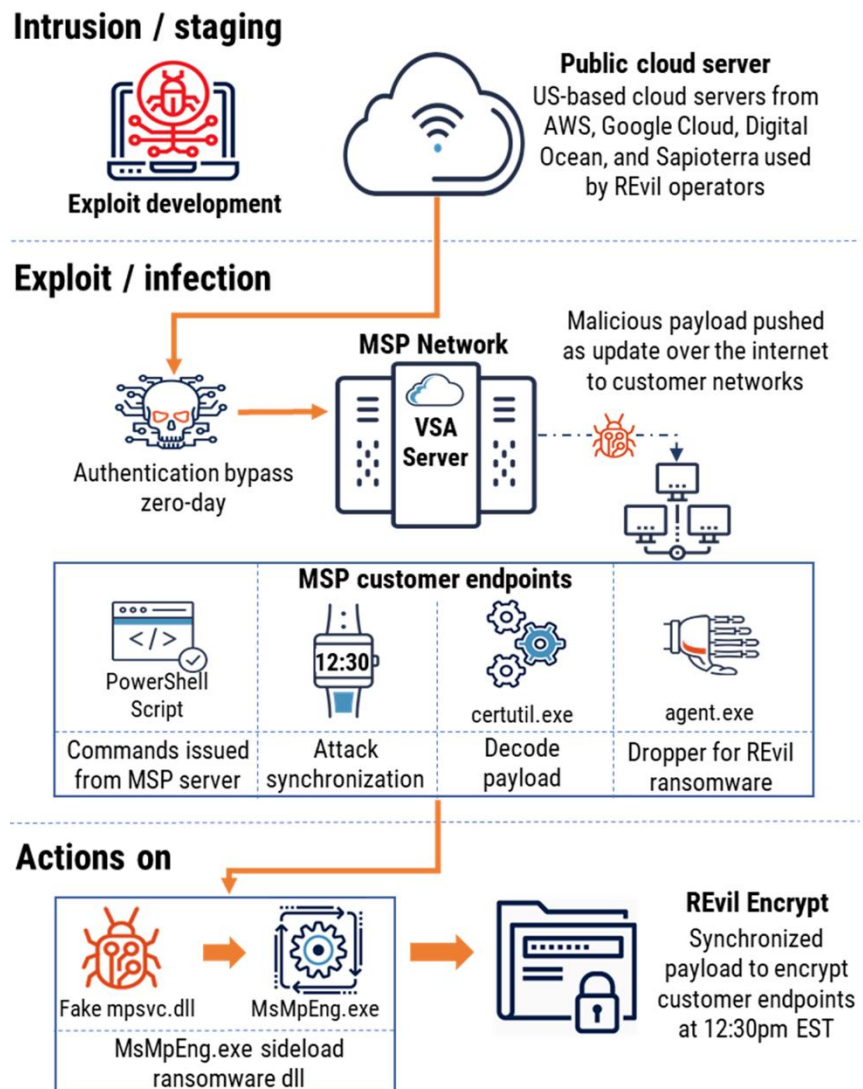 Intrusion / staging
Exploit development
Public cloud server
US-based cloud servers from
AWS, Google Cloud, Digital
Ocean, and Sapioterra used
by REvil operators
Exploit / infection
Authentication bypass
zero-day
MSP Network
VSA
Server
Malicious payload pushed
as update over the internet
to customer networks
MSP customer endpoints
</>
PowerShell
Script
12:30
certutil.exe
agent.exe
Commands issued
from MSP server
Attack
synchronization
Decode
payload
Dropper for REvil
ransomware
Actions on
Fake mpsvc.dll
MsMpEng.exe
MsMpEng.exe sideload
ransomware dll
REvil Encrypt
Synchronized
payload to encrypt
customer endpoints
at 12:30pm EST